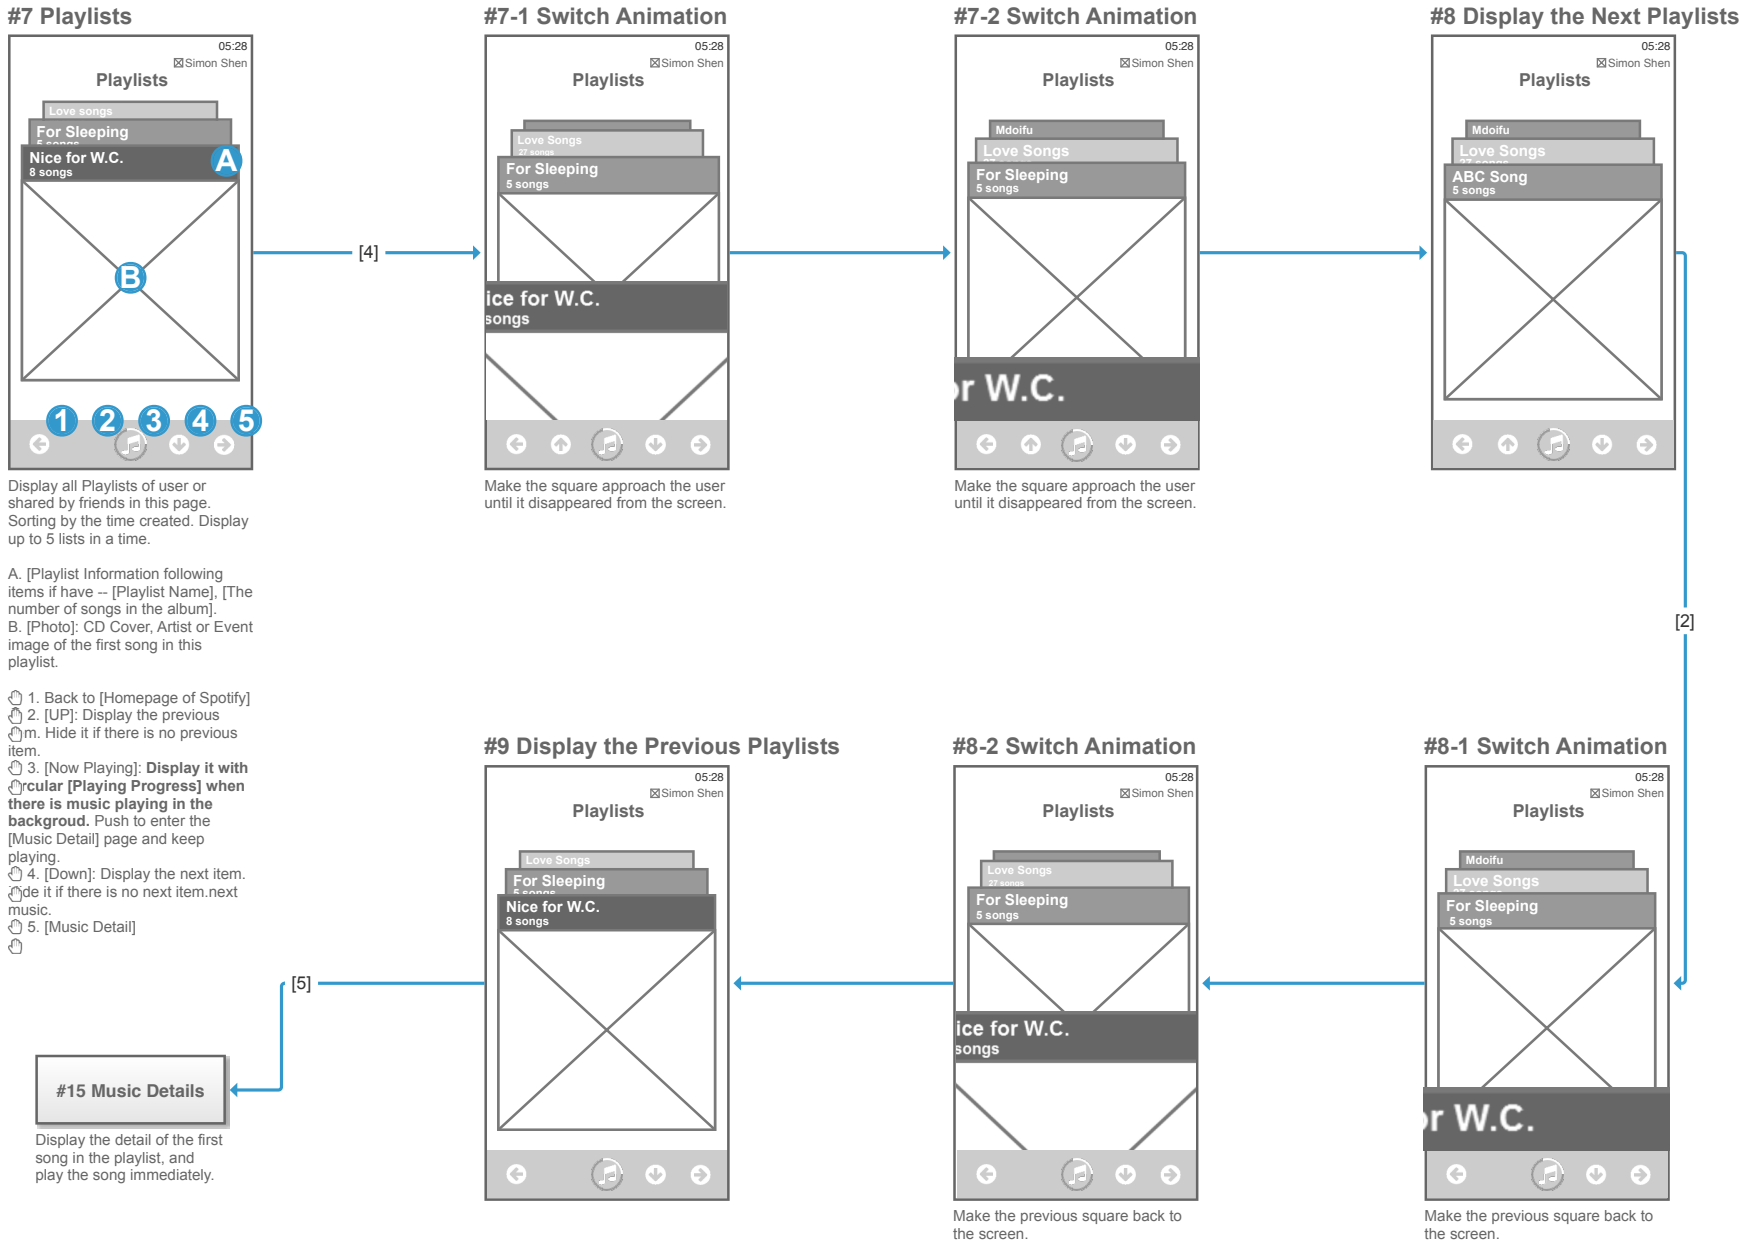 #7 Playlists
05:28
Simon Shen
Playlists
Love songs
For Sleeping
5 songs
Nice for W.C.
8 songs
A
B
1
2
3
4
5
Display all Playlists of user or
shared by friends in this page.
Sorting by the time created. Display
up to 5 lists in a time.
A. [Playlist Information following
items if have -- [Playlist Name], [The
number of songs in the album].
B. [Photo]: CD Cover, Artist or Event
image of the first song in this
playlist.
1. Back to [Homepage of Spotify]
2. [UP]: Display the previous
m. Hide it if there is no previous
item.
3. [Now Playing]: Display it with
rcular [Playing Progress] when
there is music playing in the
backgroud. Push to enter the
[Music Detail] page and keep
playing.
4. [Down]: Display the next item.
de it if there is no next item.next
music.
5. [Music Detail]
[4]
#7-1 Switch Animation
05:28
Simon Shen
Playlists
Love Songs
27 songs
For Sleeping
5 songs
ice for W.C.
songs
Make the square approach the user
until it disappeared from the screen.
#7-2 Switch Animation
05:28
Simon Shen
Playlists
Mdoifu
Love Songs
27 songs
For Sleeping
5 songs
or W.C.
Make the square approach the user
until it disappeared from the screen.
#8 Display the Next Playlists
05:28
Simon Shen
Playlists
Mdoifu
Love Songs
27 songs
ABC Song
5 songs
[2]
#8-1 Switch Animation
05:28
Simon Shen
Playlists
Mdoifu
Love Songs
27 songs
For Sleeping
5 songs
or W.C.
Make the previous square back to
the screen.
#8-2 Switch Animation
05:28
Simon Shen
Playlists
Love Songs
27 songs
For Sleeping
5 songs
ice for W.C.
songs
Make the previous square back to
the screen.
#9 Display the Previous Playlists
05:28
Simon Shen
Playlists
Love Songs
For Sleeping
5 songs
Nice for W.C.
8 songs
[5]
#15 Music Details
Display the detail of the first
song in the playlist, and
play the song immediately.